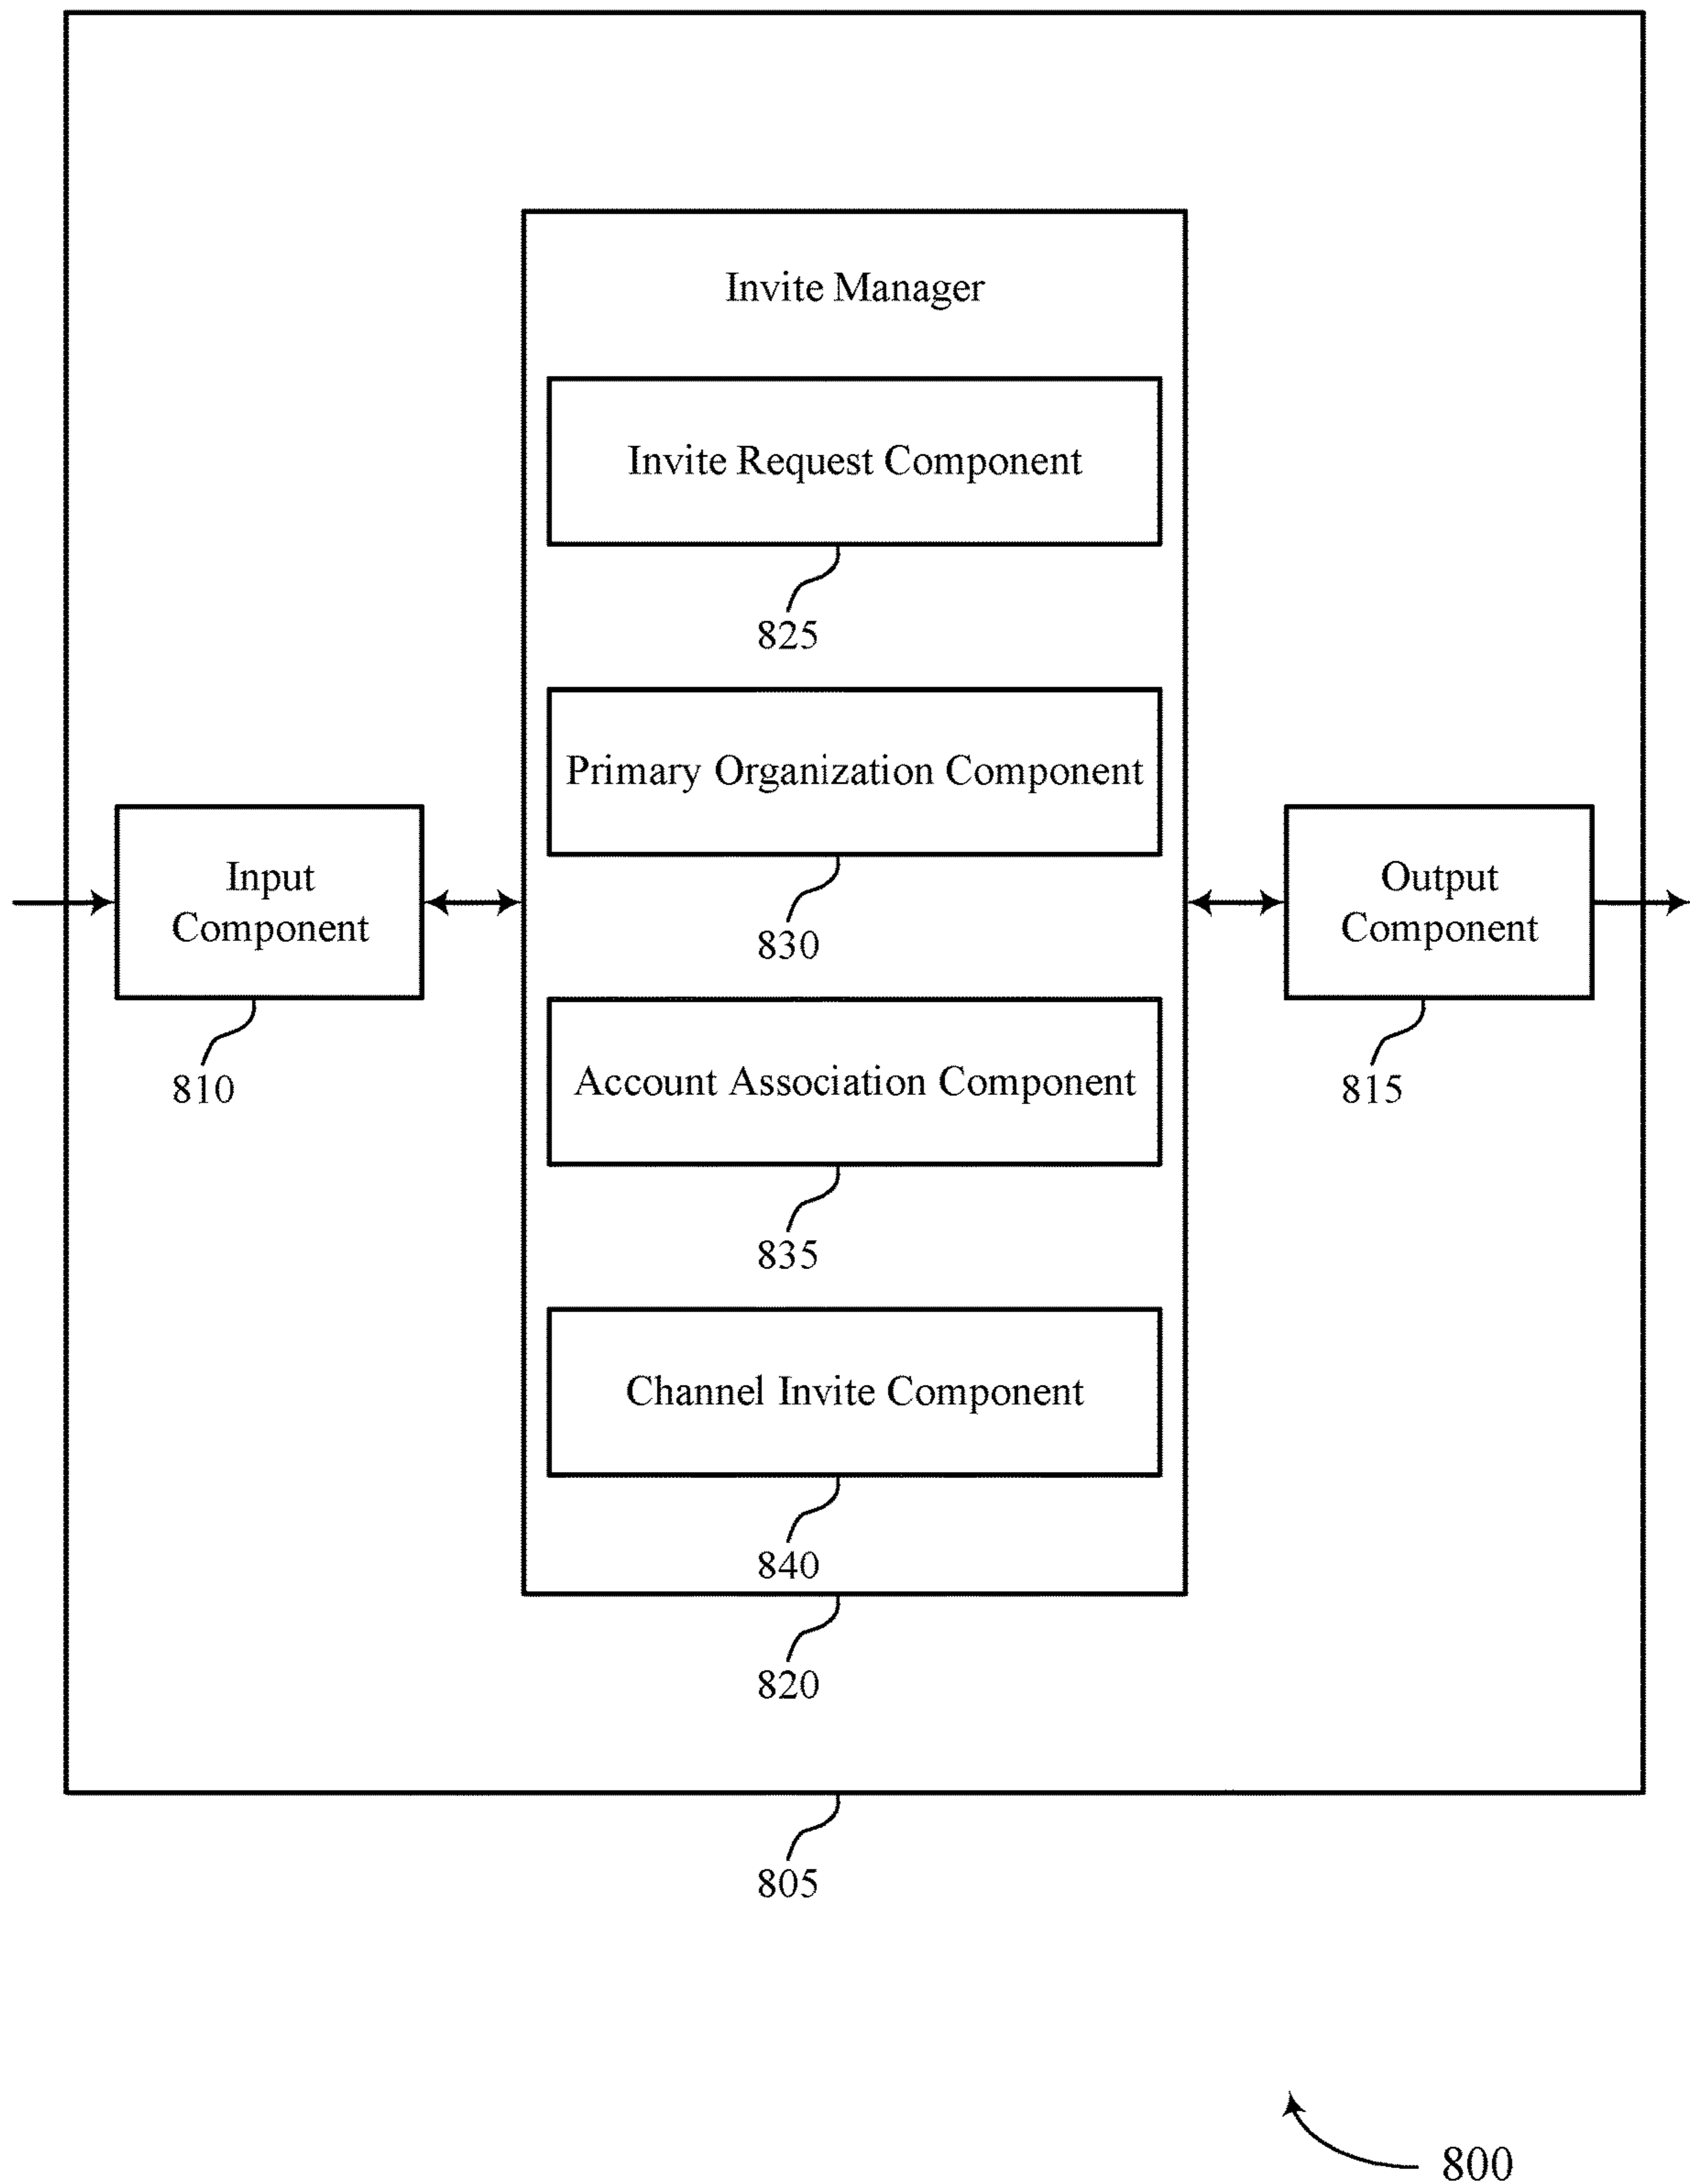 Invite Manager
Invite Request Component
825
Primary Organization Component
830
Input
Component
810
Output
Component
815
Account Association Component
835
Channel Invite Component
840
820
805
800